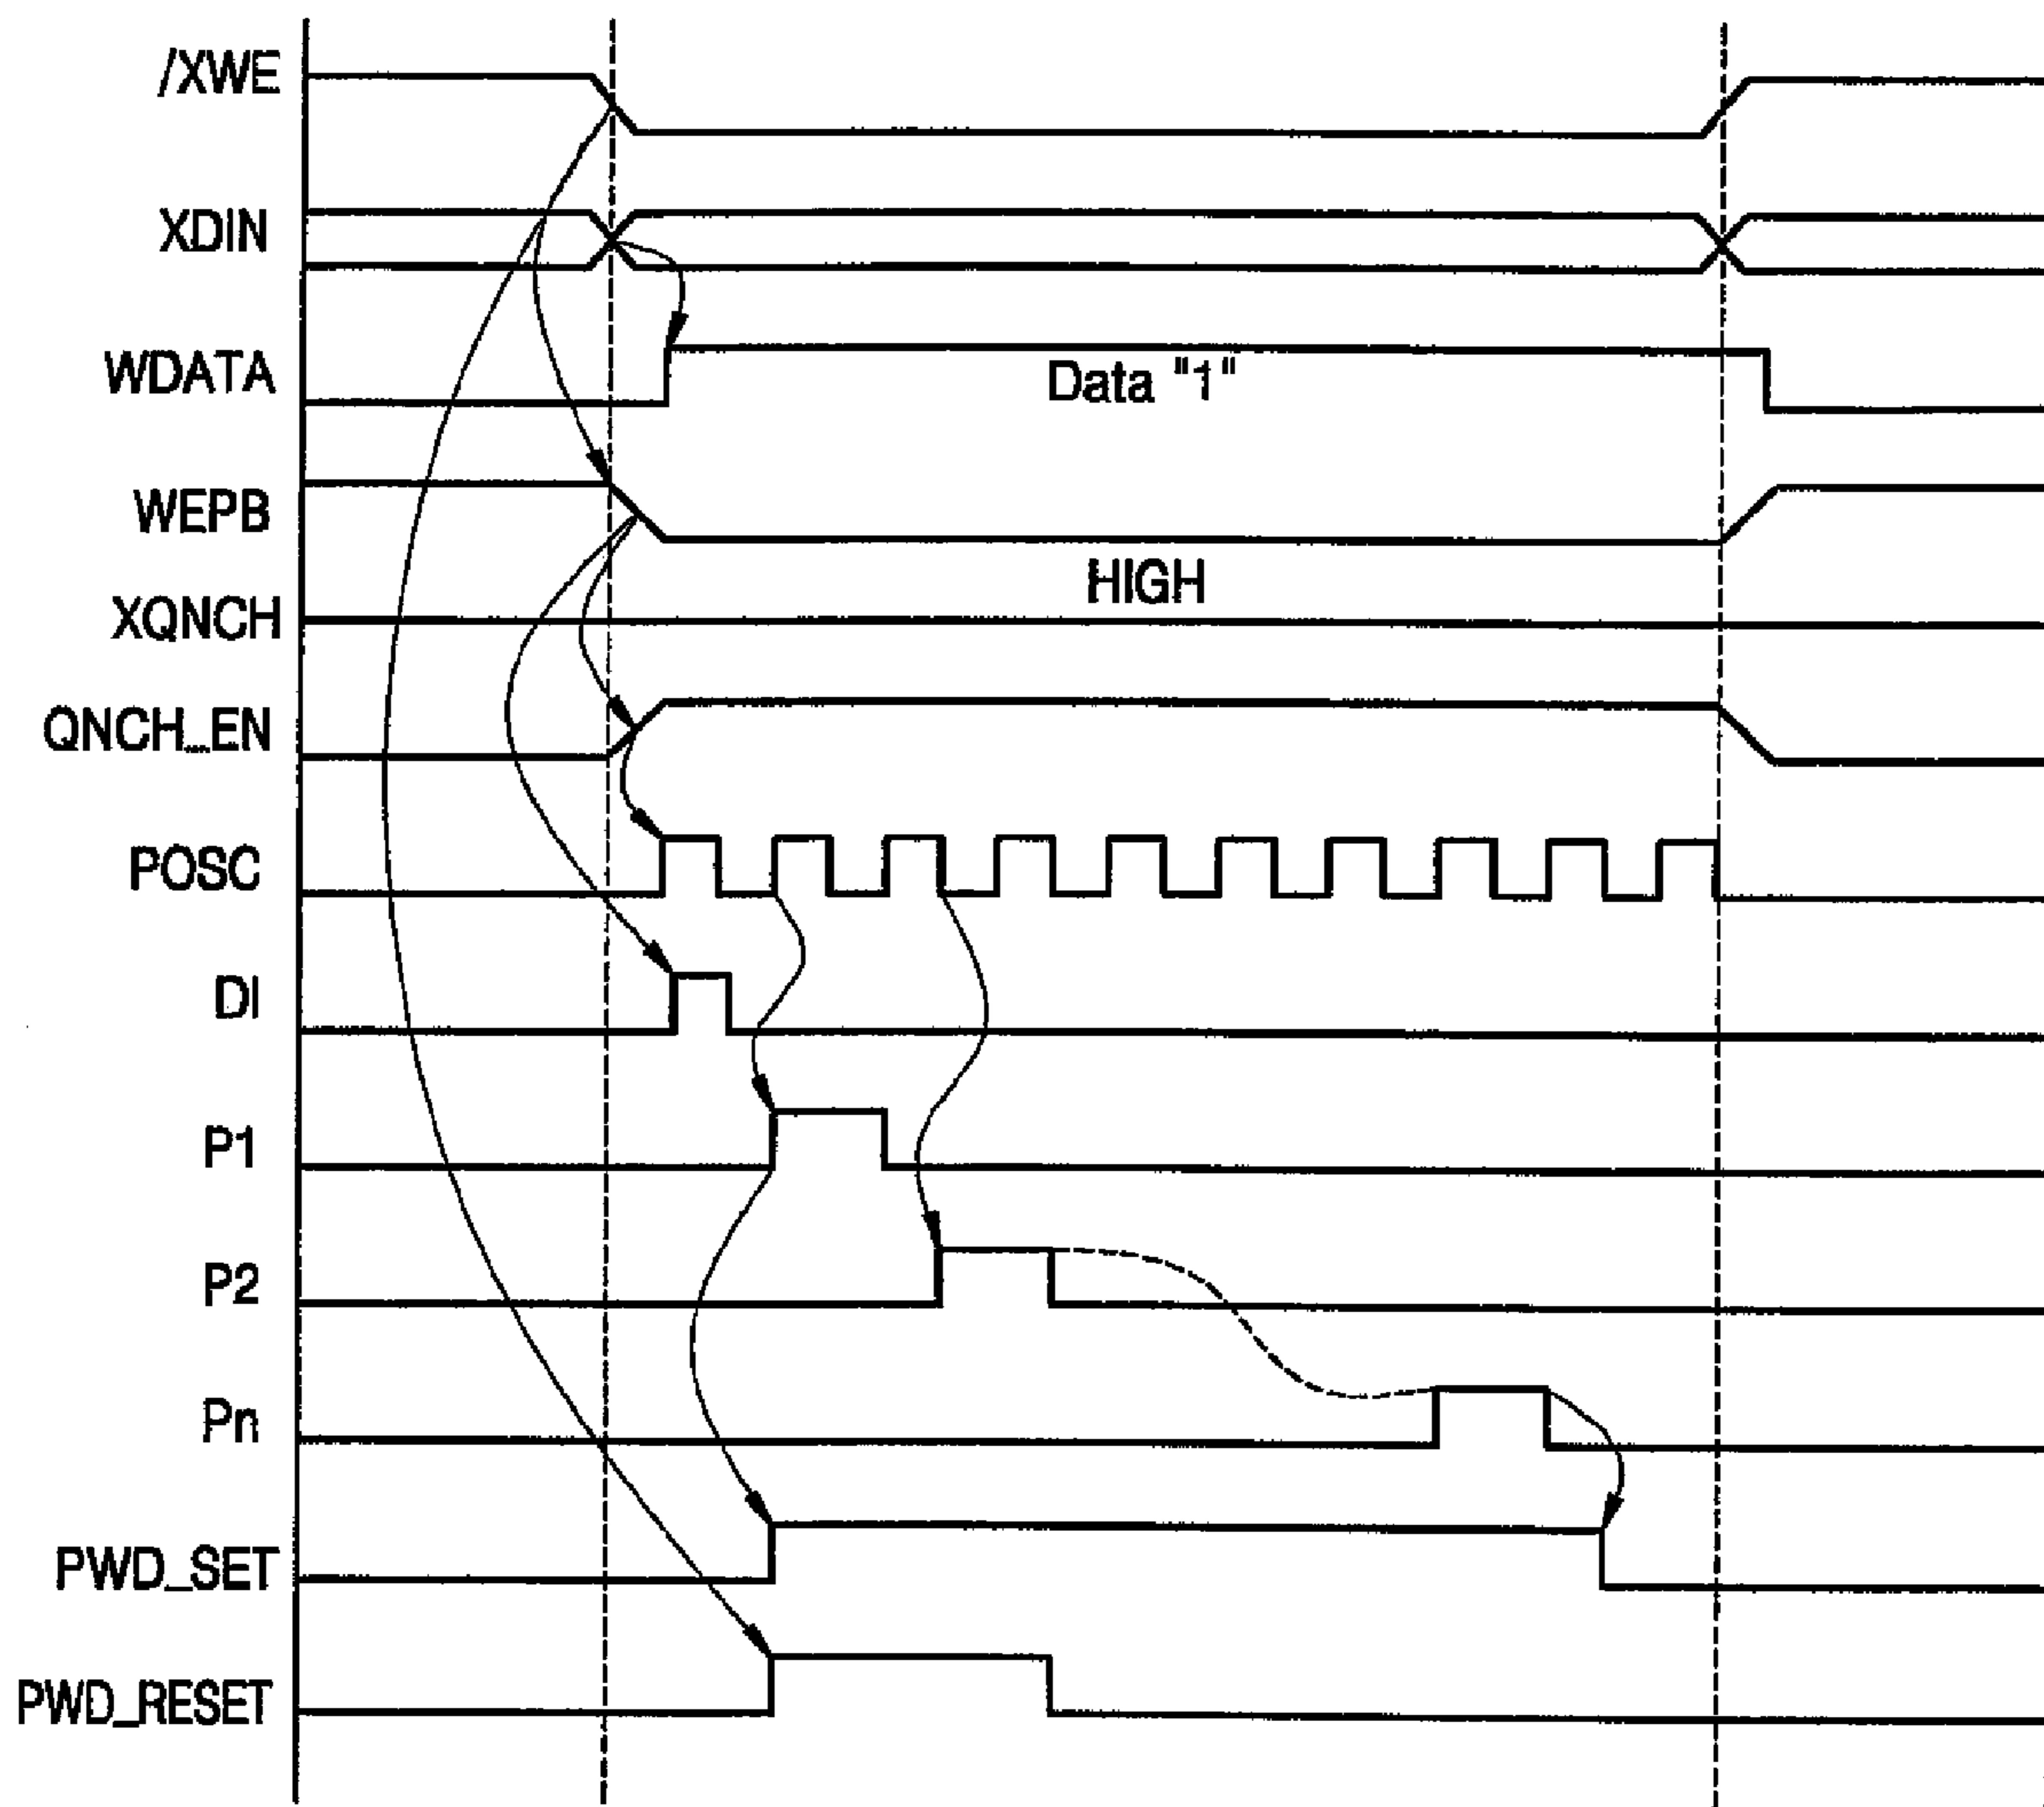 /XWE
XDIN
WDATA
Data "1"
WEPB
HIGH
XQNCH
QNCH_EN
POSC
DI
P1
P2
Pn
PWD_SET
PWD_RESET